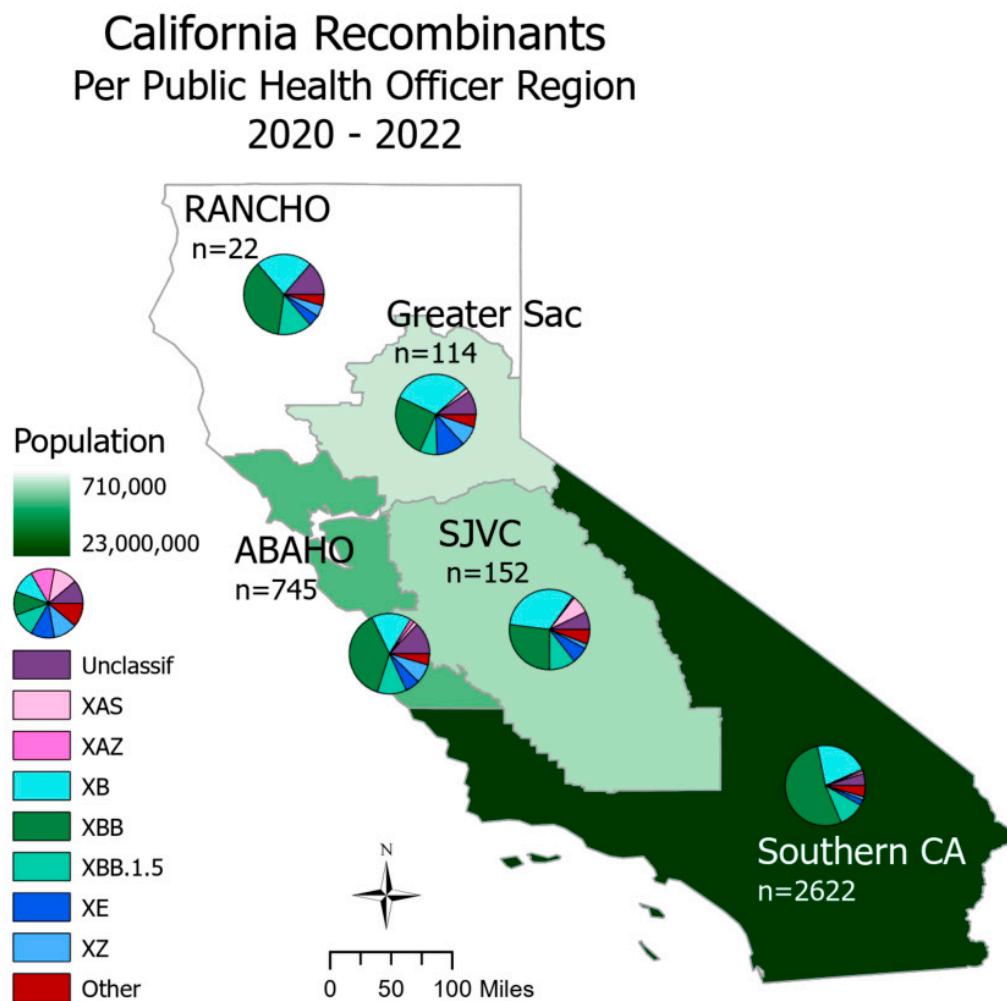 California Recombinants
Per Public Health Officer Region
2020 - 2022
RANCHO
n=22
Greater Sac
n=114
Population
710,000
23,000,000
ABAHO
n=745
SJVC
n=152
Unclassif
XAS
XAZ
XB
XBB
XBB.1.5
XE
XZ
Other
Southern CA
n=2622
N
0 50 100 Miles